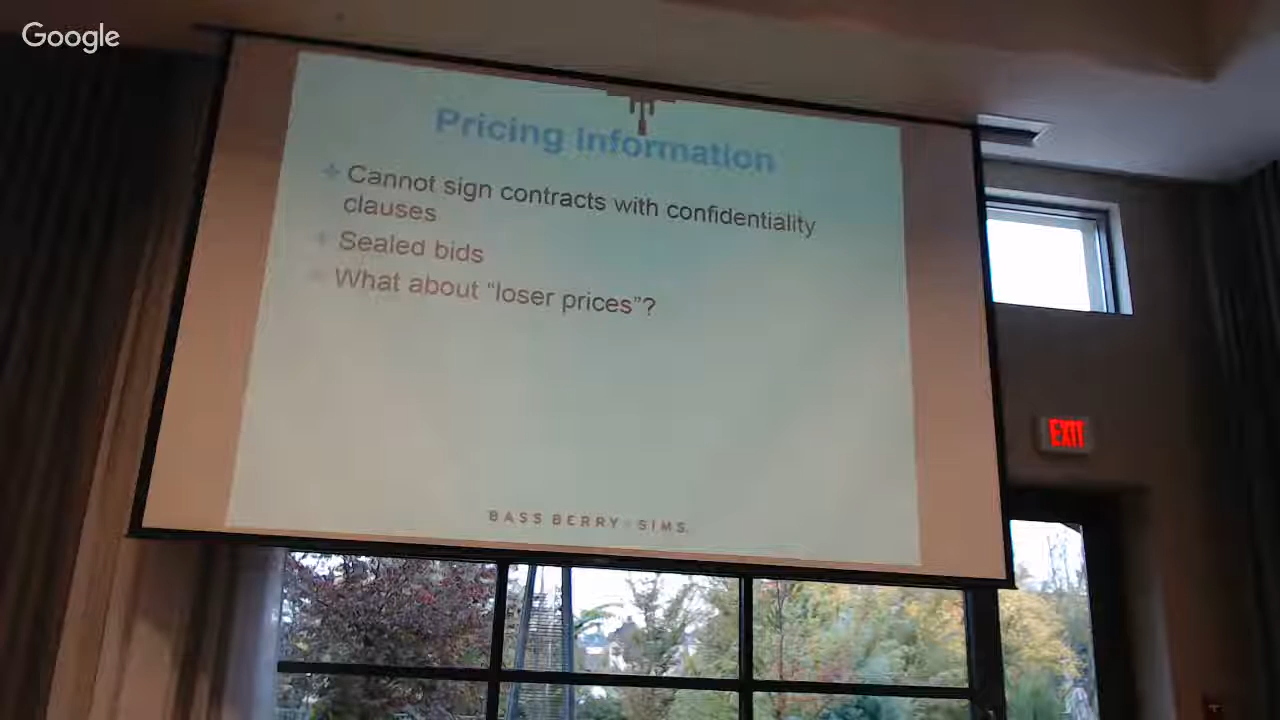 Google
Pricing Information
Cannot sign contracts with confidentiality
clauses
Sealed bids
What about “loser prices”?
BASS BERRY + SIMS
EXIT